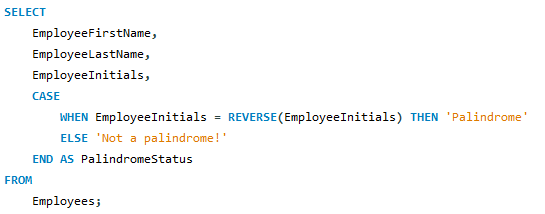 SELECT
    EmployeeFirstName,
    EmployeeLastName,
    EmployeeInitials,
    CASE
        WHEN EmployeeInitials = REVERSE(EmployeeInitials) THEN 'Palindrome'
        ELSE 'Not a palindrome!'
    END AS PalindromeStatus
FROM
    Employees;